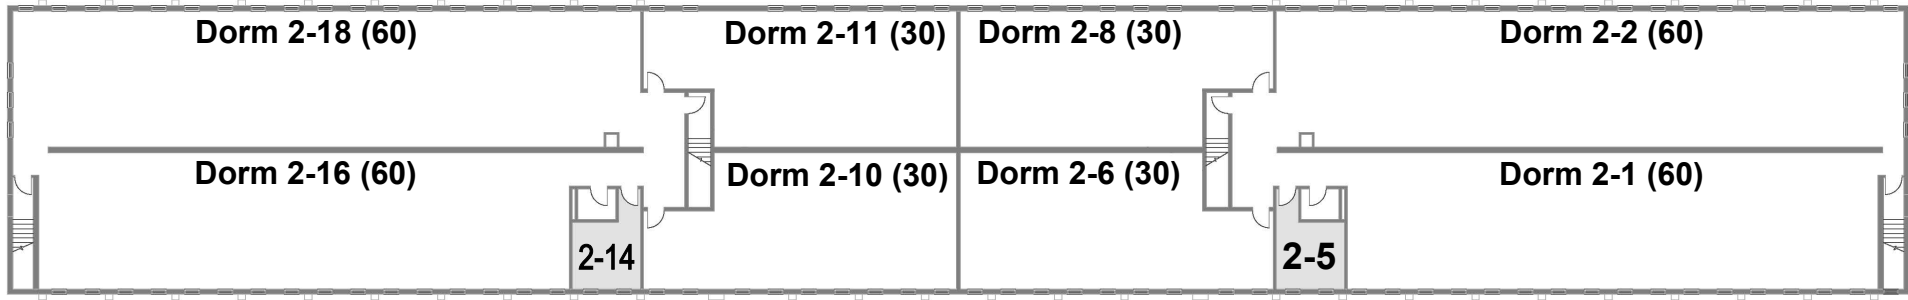 Dorm 2-18 (60)
Dorm 2-11 (30)
Dorm 2-8 (30)
Dorm 2-2 (60)
Dorm 2-16 (60)
Dorm 2-10 (30)
Dorm 2-6 (30)
Dorm 2-1 (60)
2-14
2-5